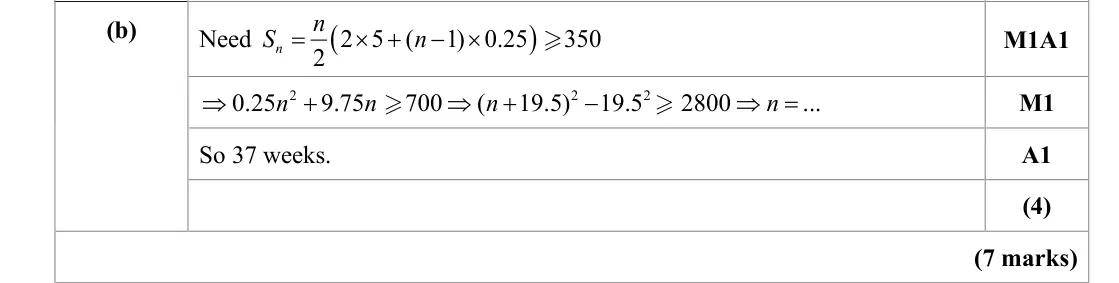 (b) Need Sₙ = n/2 (2×5+(n−1)×0.25) ⩾ 350 M1A1
⇒ 0.25n² + 9.75n ⩾ 700 ⇒ (n+19.5)² − 19.5² ⩾ 2800 ⇒ n = ... M1
So 37 weeks. A1
(4)
(7 marks)